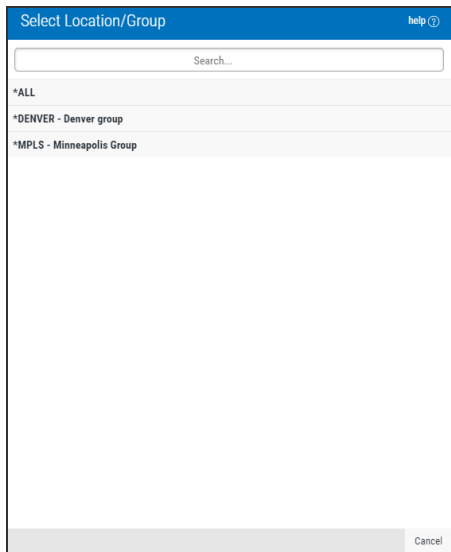 Select Location/Group
help ?
Search...
*ALL
*DENVER - Denver group
*MPLS - Minneapolis Group
Cancel